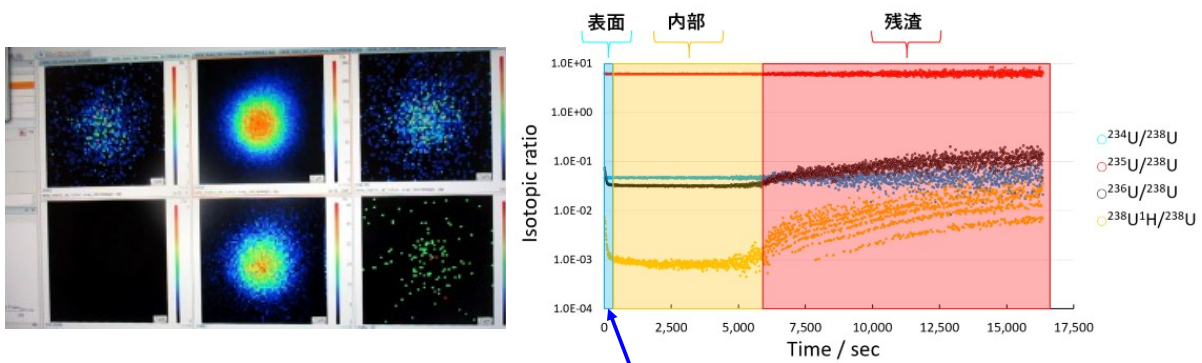 表面
内部
残渣
1.0E+01
1.0E+00
1.0E-01
1.0E-02
1.0E-03
1.0E-04
Isotopic ratio
0
2,500
5,000
7,500
10,000
12,500
15,000
17,500
Time / sec
²³⁴U/²³⁸U
²³⁵U/²³⁸U
²³⁶U/²³⁸U
²³⁸U¹H/²³⁸U